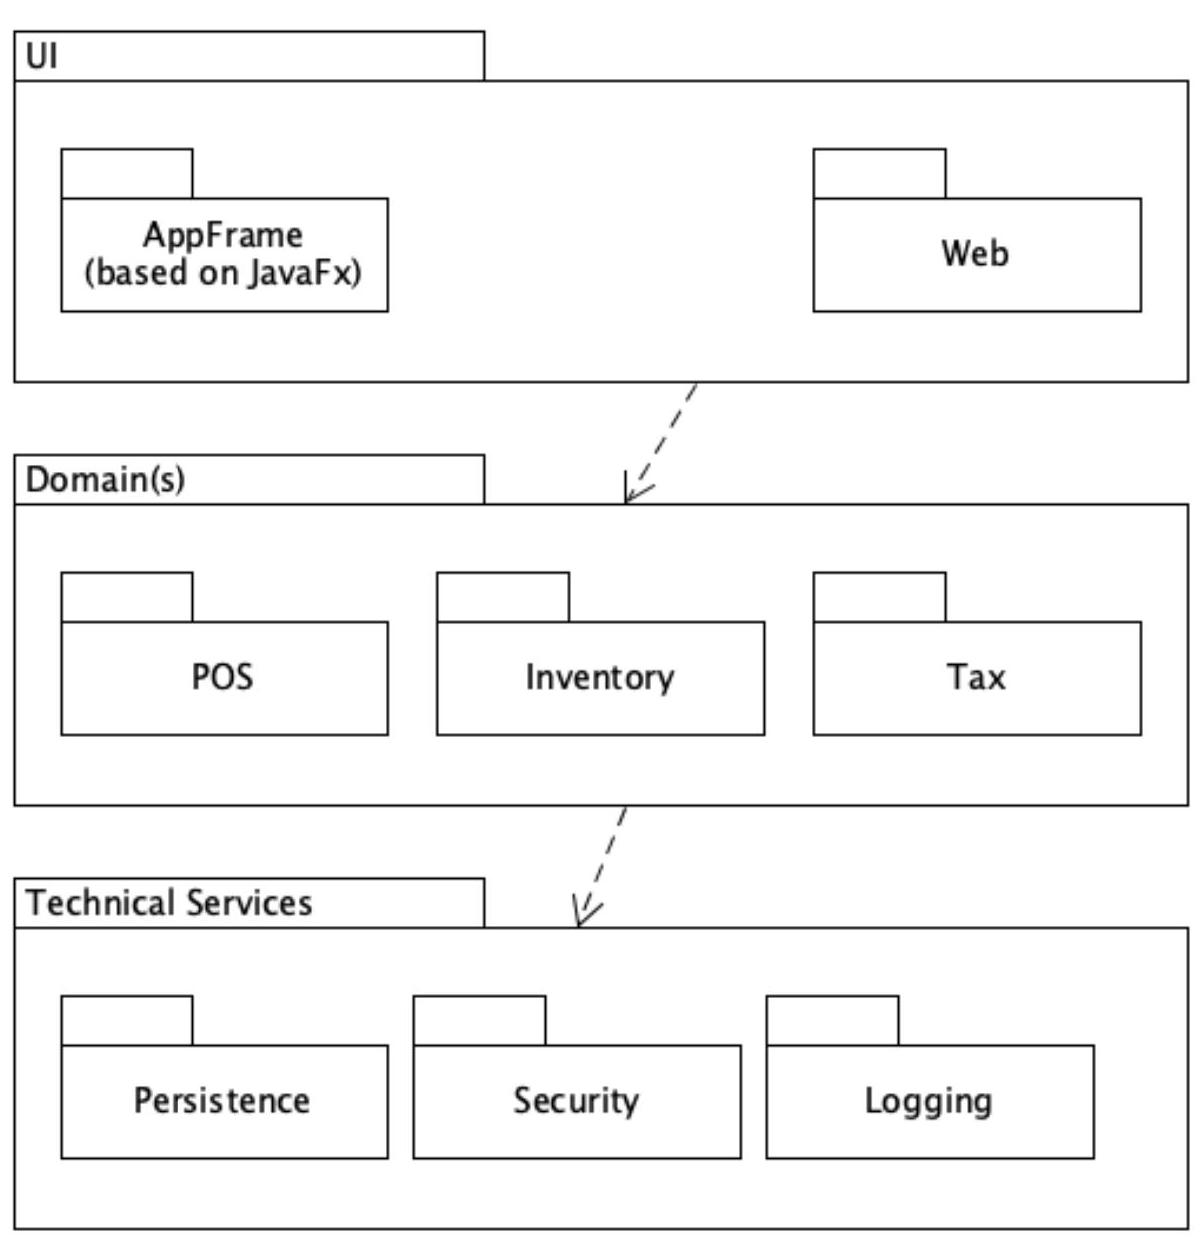 UI
AppFrame
(based on JavaFx)
Web
Domain(s)
POS
Inventory
Tax
Technical Services
Persistence
Security
Logging